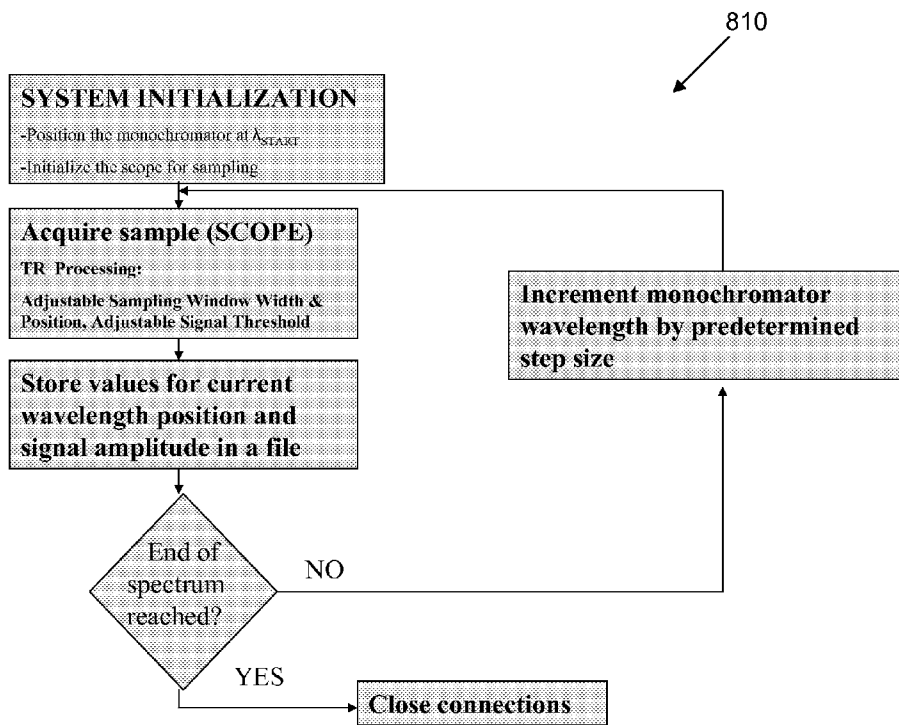 810
SYSTEM INITIALIZATION
-Position the monochromator at λSTART
-Initialize the scope for sampling
Acquire sample (SCOPE)
TR Processing:
Adjustable Sampling Window Width &
Position, Adjustable Signal Threshold
Increment monochromator
wavelength by predetermined
step size
Store values for current
wavelength position and
signal amplitude in a file
End of
spectrum
reached?
NO
YES
Close connections